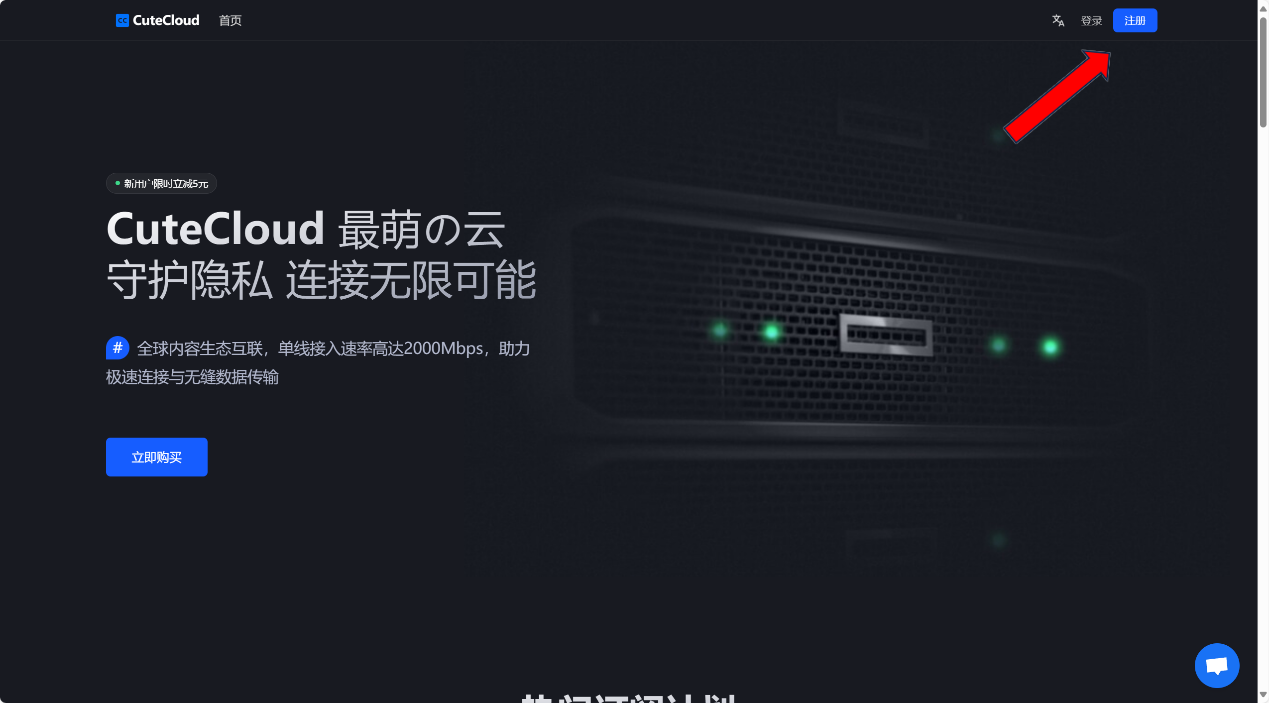 cc CuteCloud 首页
登录 注册
新用户限时立减5元
CuteCloud 最萌の云
守护隐私 连接无限可能
# 全球内容生态互联，单线接入速率高达2000Mbps，助力
极速连接与无缝数据传输
立即购买